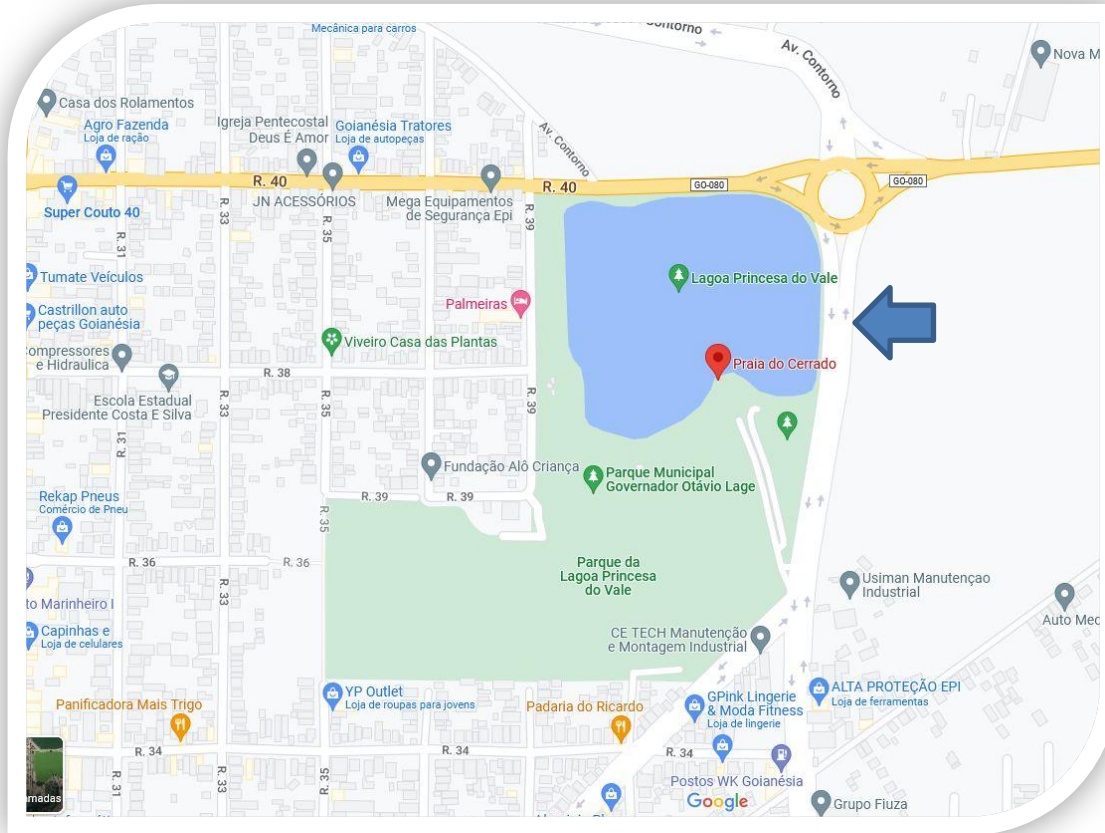 Mecânica para carros
Contorno
Av. Contorno
Nova M
Casa dos Rolamentos
Agro Fazenda
Loja de ração
Igreja Pentecostal
Deus É Amor
Goianésia Tratores
Loja de autopeças
Av. Contorno
R. 40
R. 40
GO-080
GO-080
Super Couto 40
JN ACESSÓRIOS
Mega Equipamentos
de Segurança Epi
R. 33
R. 35
R. 39
R. 31
Tumate Veículos
Lagoa Princesa do Vale
Palmeiras
Castrillon auto
peças Goianésia
Viveiro Casa das Plantas
Compressores
e Hidraulica
Praia do Cerrado
R. 38
Escola Estadual
Presidente Costa E Silva
R. 33
R. 35
R. 39
R. 31
Fundação Alô Criança
Parque Municipal
Governador Otávio Lage
Rekap Pneus
Comércio de Pneu
R. 39
R. 39
R. 35
R. 36
R. 36
Parque da
Lagoa Princesa
do Vale
Usiman Manutençao
Industrial
R. 33
to Marinheiro I
Auto Med
Capinhas e
Loja de celulares
CE TECH Manutenção
e Montagem Industrial
YP Outlet
Loja de roupas para jovens
GPink Lingerie
& Moda Fitness
Loja de lingerie
ALTA PROTEÇÃO EPI
Loja de ferramentas
Panificadora Mais Trigo
Padaria do Ricardo
R. 34
R. 34
R. 34
R. 31
R. 33
R. 35
Postos WK Goianésia
amadas
Google
Grupo Fiuza